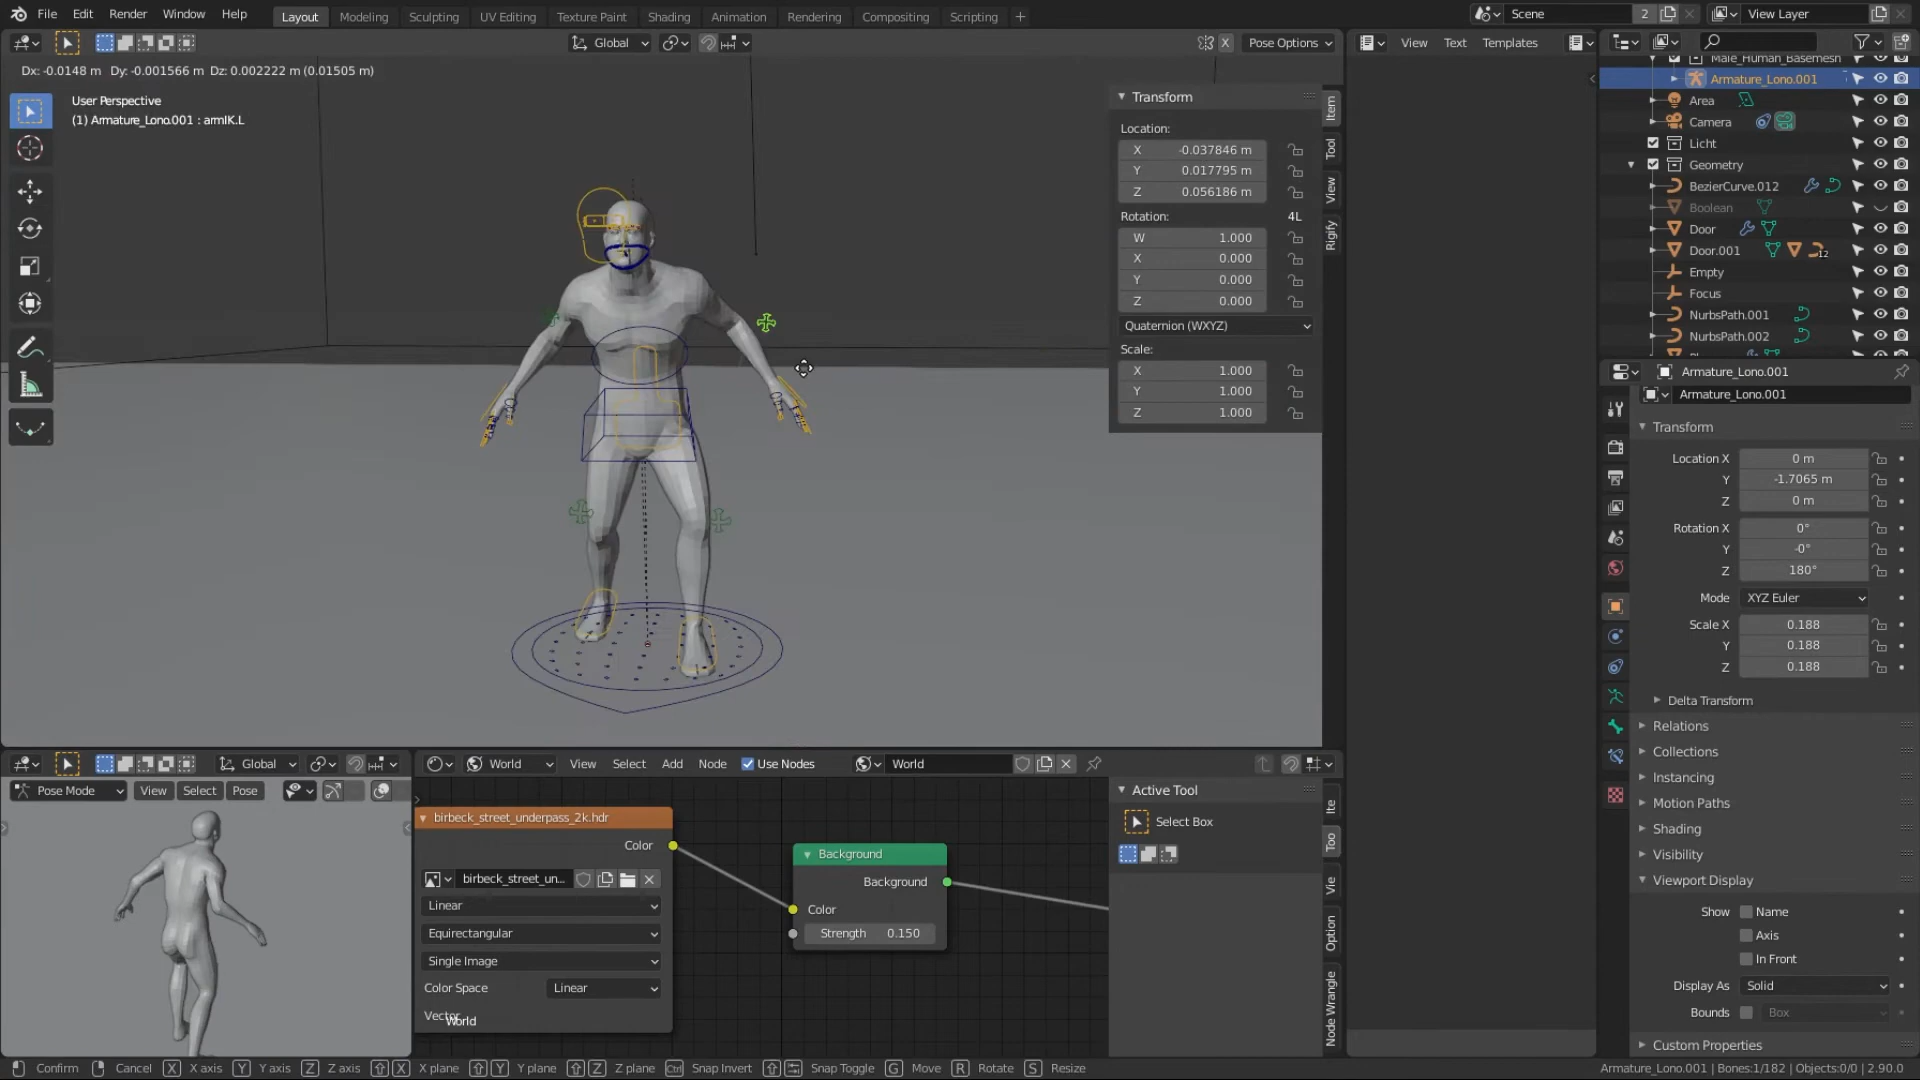 File Edit Render Window Help Layout Modeling Sculpting UV Editing Texture Paint Shading Animation Rendering Compositing Scripting + Scene 2 View Layer
Global X Pose Options View Text Templates
Dx: -0.0148 m Dy: -0.001566 m Dz: 0.002222 m (0.01505 m)
User Perspective
(1) Armature_Lono.001 : armIK.L
Transform
Location:
X -0.037846 m
Y 0.017795 m
Z 0.056186 m
Rotation: 4L
W 1.000
X 0.000
Y 0.000
Z 0.000
Quaternion (WXYZ)
Scale:
X 1.000
Y 1.000
Z 1.000
Item
Tool
View
Rigify
Male_Human_Basemesh
Armature_Lono.001
Area
Camera
Licht
Geometry
BezierCurve.012
Boolean
Door
Door.001 12
Empty
Focus
NurbsPath.001
NurbsPath.002
Armature_Lono.001
Armature_Lono.001
Transform
Location X 0 m
Y -1.7065 m
Z 0 m
Rotation X 0°
Y -0°
Z 180°
Mode XYZ Euler
Scale X 0.188
Y 0.188
Z 0.188
Delta Transform
Relations
Collections
Instancing
Motion Paths
Shading
Visibility
Viewport Display
Show Name
Axis
In Front
Display As Solid
Bounds Box
Custom Properties
Global World View Select Add Node Use Nodes World
Pose Mode View Select Pose
birbeck_street_underpass_2k.hdr
Color
birbeck_street_un...
Linear
Equirectangular
Single Image
Color Space Linear
Vector
World
Background
Background
Color
Strength 0.150
Active Tool
Select Box
Ite
Too
Vie
Option
Node Wrangle
Confirm Cancel X X axis Y Y axis Z Z axis X X plane Y Y plane Z Z plane Ctrl Snap Invert Snap Toggle G Move R Rotate S Resize Armature_Lono.001 | Bones:1/182 | Objects:0/0 | 2.90.0